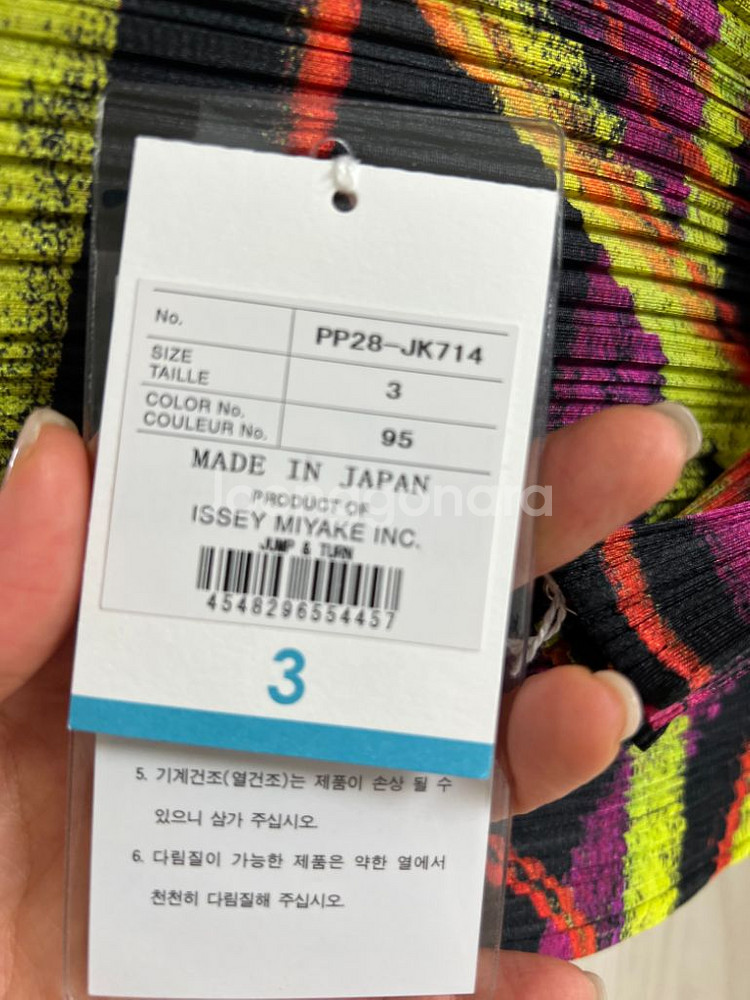 No. PP28-JK714
SIZE
TAILLE 3
COLOR No.
COULEUR No. 95
MADE IN JAPAN
PRODUCT OF
ISSEY MIYAKE INC.
JUMP & TURN
4548296554457
3
5. 기계건조(열건조)는 제품이 손상 될 수
있으니 삼가 주십시오.
6. 다림질이 가능한 제품은 약한 열에서
천천히 다림질해 주십시오.